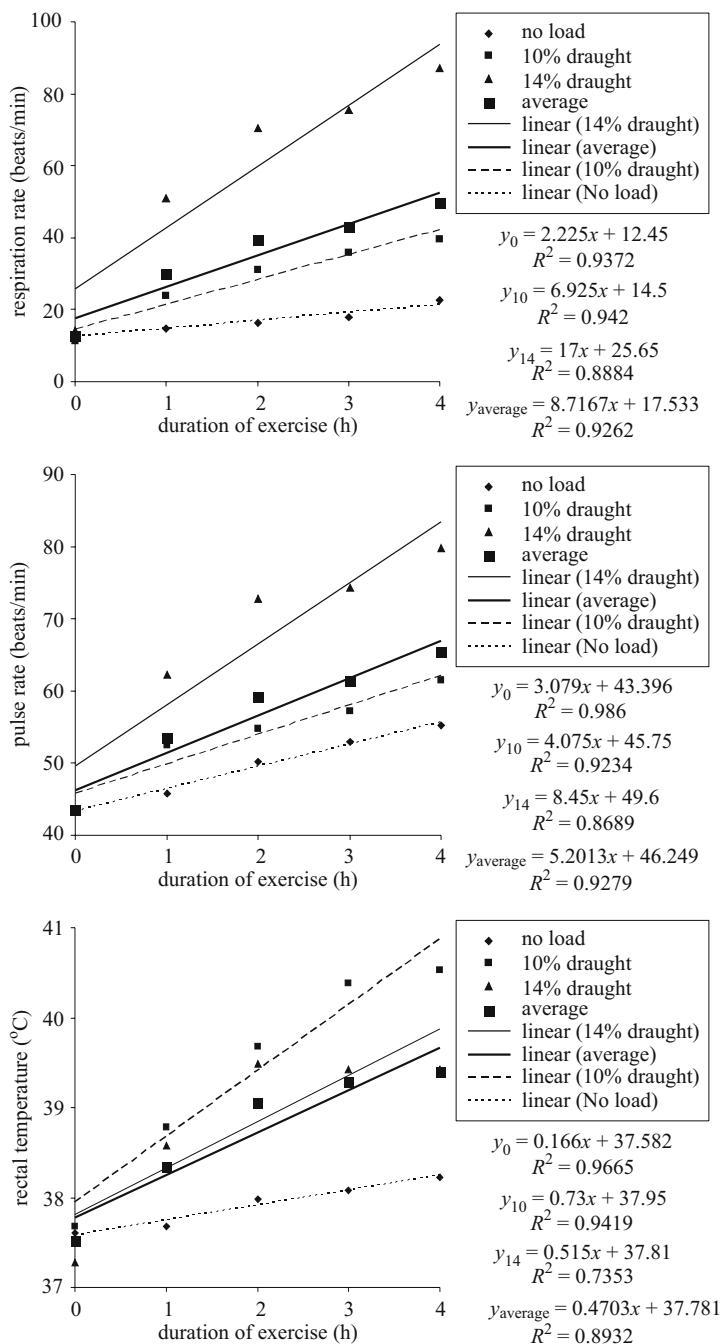 respiration rate (beats/min)
100
80
60
40
20
0
0 1 2 3 4
duration of exercise (h)
no load
10% draught
14% draught
average
linear (14% draught)
linear (average)
linear (10% draught)
linear (No load)
y₀ = 2.225x + 12.45
R² = 0.9372
y₁₀ = 6.925x + 14.5
R² = 0.942
y₁₄ = 17x + 25.65
R² = 0.8884
y_average = 8.7167x + 17.533
R² = 0.9262
pulse rate (beats/min)
90
80
70
60
50
40
0 1 2 3 4
duration of exercise (h)
no load
10% draught
14% draught
average
linear (14% draught)
linear (average)
linear (10% draught)
linear (No load)
y₀ = 3.079x + 43.396
R² = 0.986
y₁₀ = 4.075x + 45.75
R² = 0.9234
y₁₄ = 8.45x + 49.6
R² = 0.8689
y_average = 5.2013x + 46.249
R² = 0.9279
rectal temperature (°C)
41
40
39
38
37
0 1 2 3 4
duration of exercise (h)
no load
10% draught
14% draught
average
linear (14% draught)
linear (average)
linear (10% draught)
linear (No load)
y₀ = 0.166x + 37.582
R² = 0.9665
y₁₀ = 0.73x + 37.95
R² = 0.9419
y₁₄ = 0.515x + 37.81
R² = 0.7353
y_average = 0.4703x + 37.781
R² = 0.8932